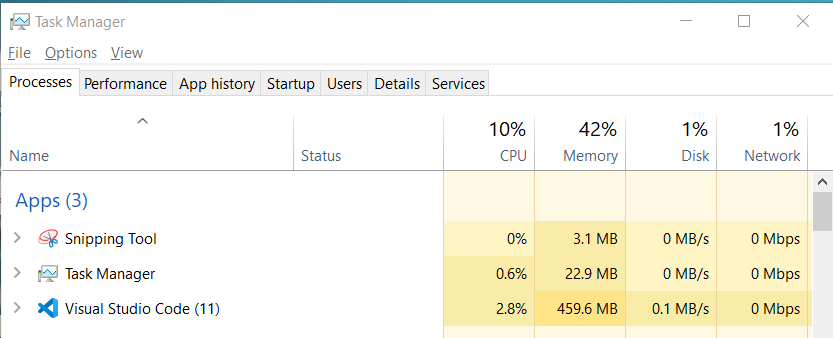 Task Manager
File Options View
Processes Performance App history Startup Users Details Services
10% 42% 1% 1%
Name Status CPU Memory Disk Network
Apps (3)
Snipping Tool 0% 3.1 MB 0 MB/s 0 Mbps
Task Manager 0.6% 22.9 MB 0 MB/s 0 Mbps
Visual Studio Code (11) 2.8% 459.6 MB 0.1 MB/s 0 Mbps